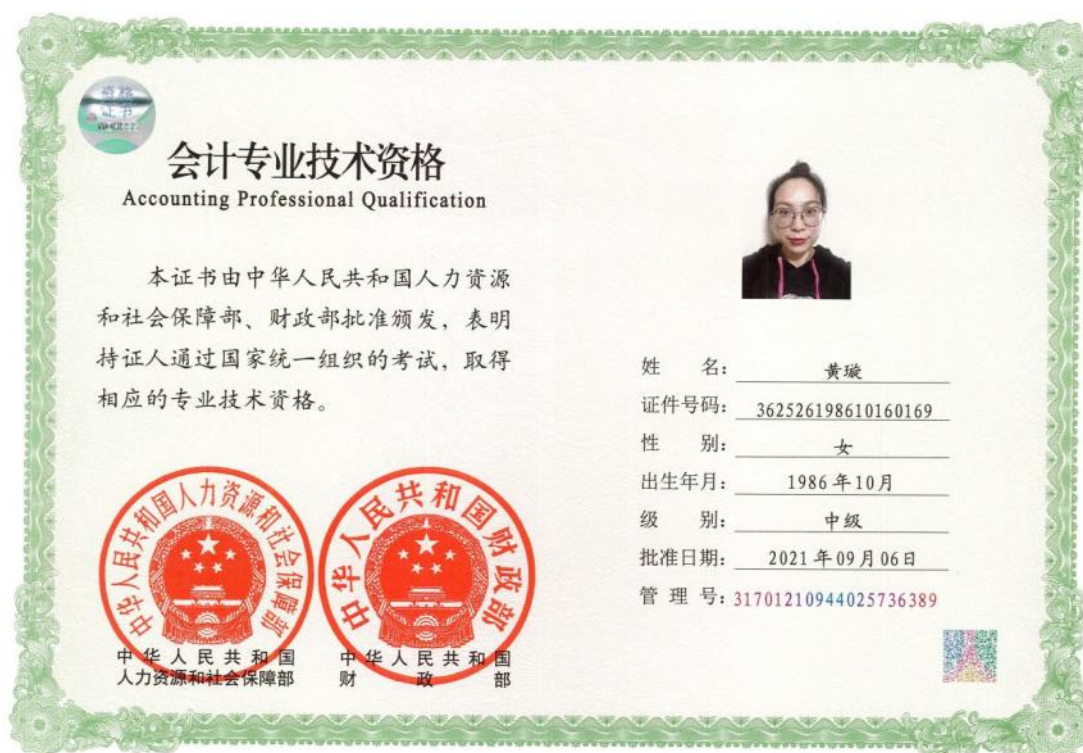 资格
证书
会计专业技术资格
Accounting Professional Qualification
本证书由中华人民共和国人力资源
和社会保障部、财政部批准颁发，表明
持证人通过国家统一组织的考试，取得
相应的专业技术资格。
姓 名：黄璇
证件号码：362526198610160169
性 别：女
出生年月：1986年10月
级 别：中级
批准日期：2021年09月06日
管 理 号：31701210944025736389
中华人民共和国人力资源和社会保障部
中华人民共和国财政部
中华人民共和国
人力资源和社会保障部
中华人民共和国
财政部